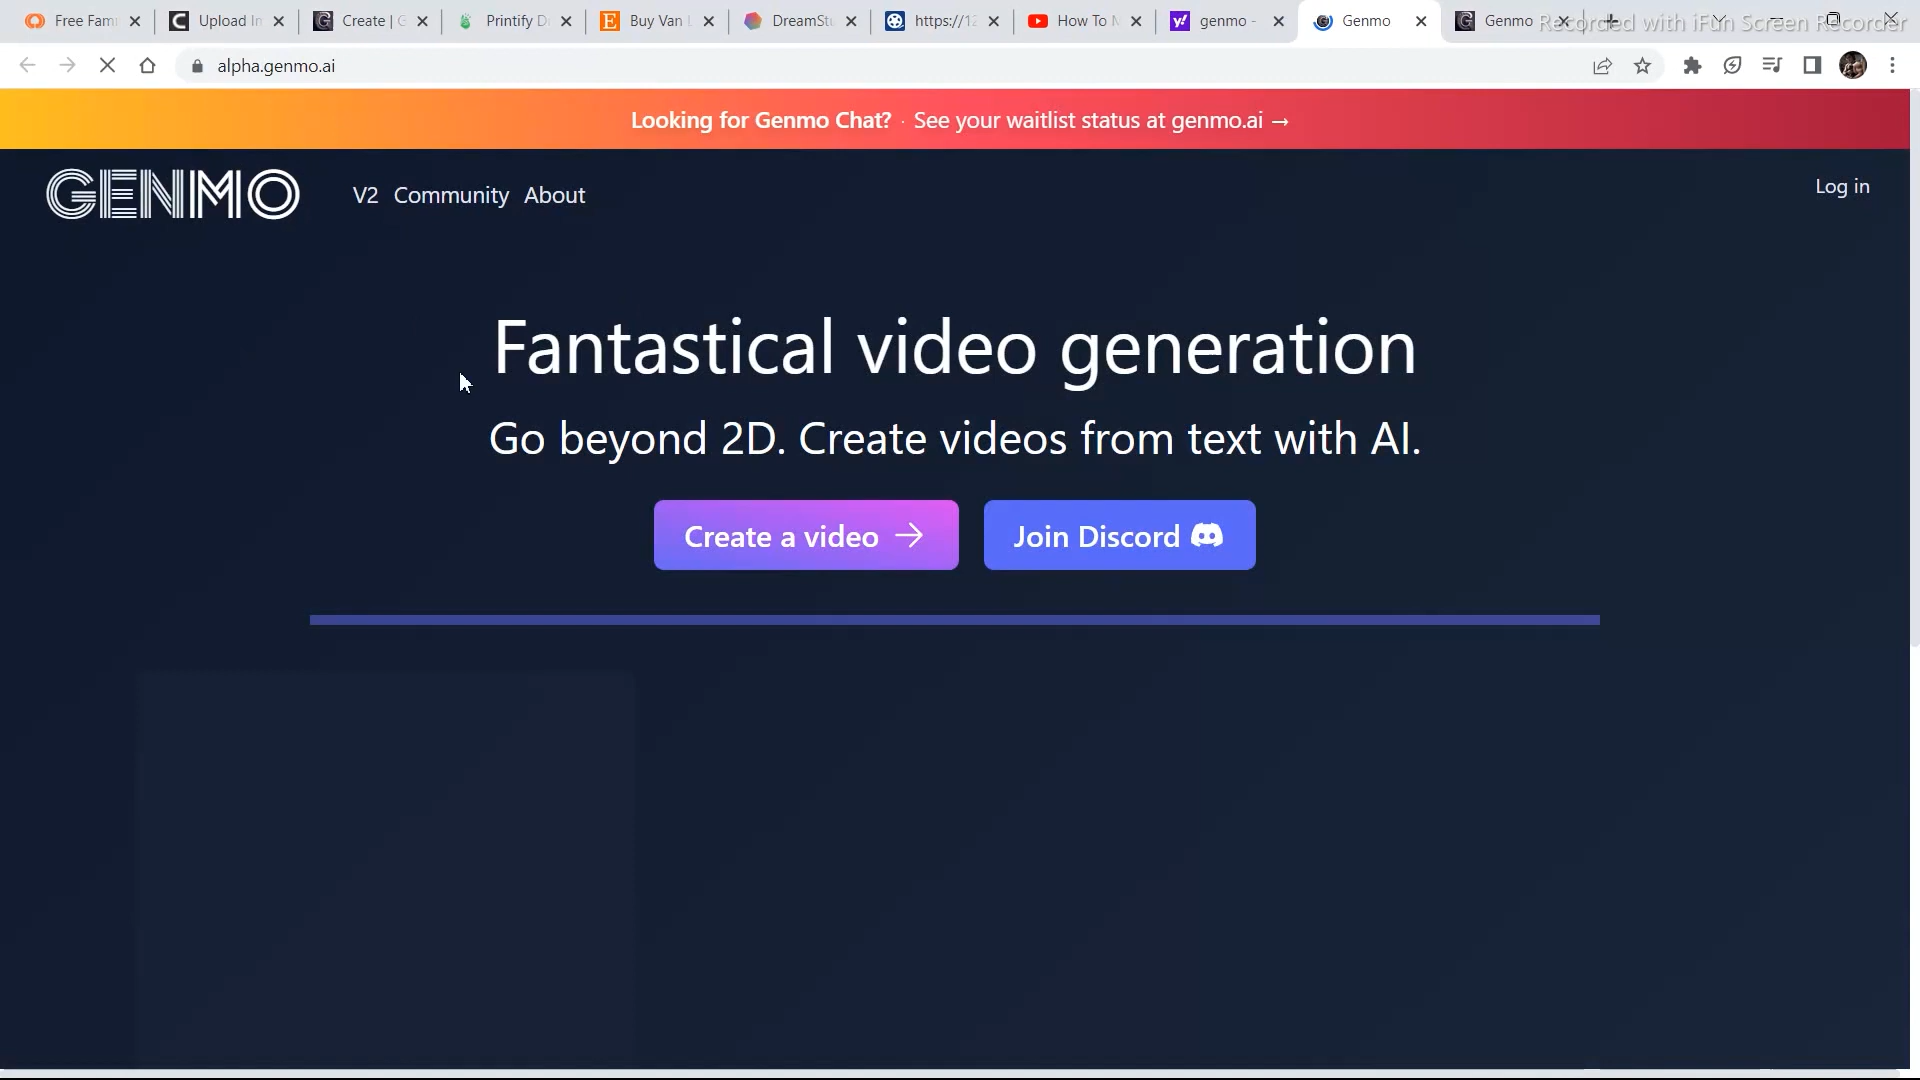 Free Fam
Upload In
Create | G
Printify D
Buy Van L
DreamStu
https://12
How To M
genmo -
Genmo
Genmo
Recorded with iFun Screen Recorder
alpha.genmo.ai
Looking for Genmo Chat? · See your waitlist status at genmo.ai →
GENMO
V2 Community About
Log in
Fantastical video generation
Go beyond 2D. Create videos from text with AI.
Create a video →
Join Discord